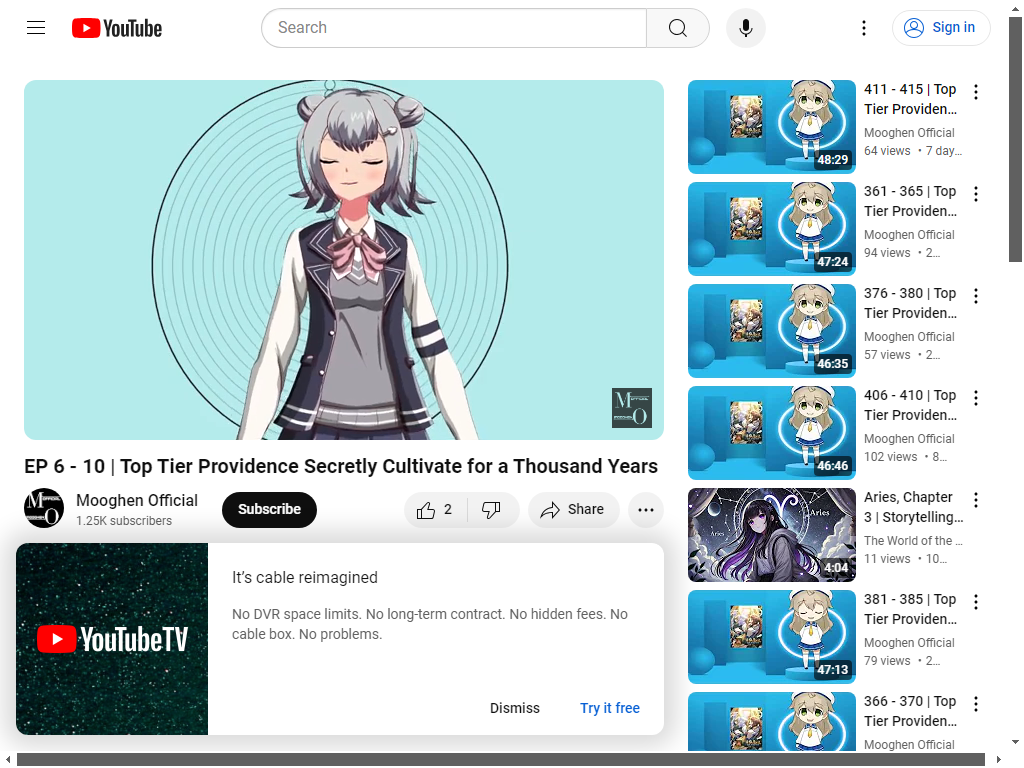 YouTube
Search
Sign in
M OFFICIAL
MOOGHEN O
EP 6 - 10 | Top Tier Providence Secretly Cultivate for a Thousand Years
Mooghen Official
1.25K subscribers
Subscribe
2
Share
YouTubeTV
It’s cable reimagined
No DVR space limits. No long-term contract. No hidden fees. No
cable box. No problems.
Dismiss
Try it free
48:29
411 - 415 | Top
Tier Providen…
Mooghen Official
64 views • 7 day…
47:24
361 - 365 | Top
Tier Providen…
Mooghen Official
94 views • 2…
46:35
376 - 380 | Top
Tier Providen…
Mooghen Official
57 views • 2…
46:46
406 - 410 | Top
Tier Providen…
Mooghen Official
102 views • 8…
Aries
Aries
4:04
Aries, Chapter
3 | Storytelling…
The World of the …
11 views • 10…
47:13
381 - 385 | Top
Tier Providen…
Mooghen Official
79 views • 2…
366 - 370 | Top
Tier Providen…
Mooghen Official